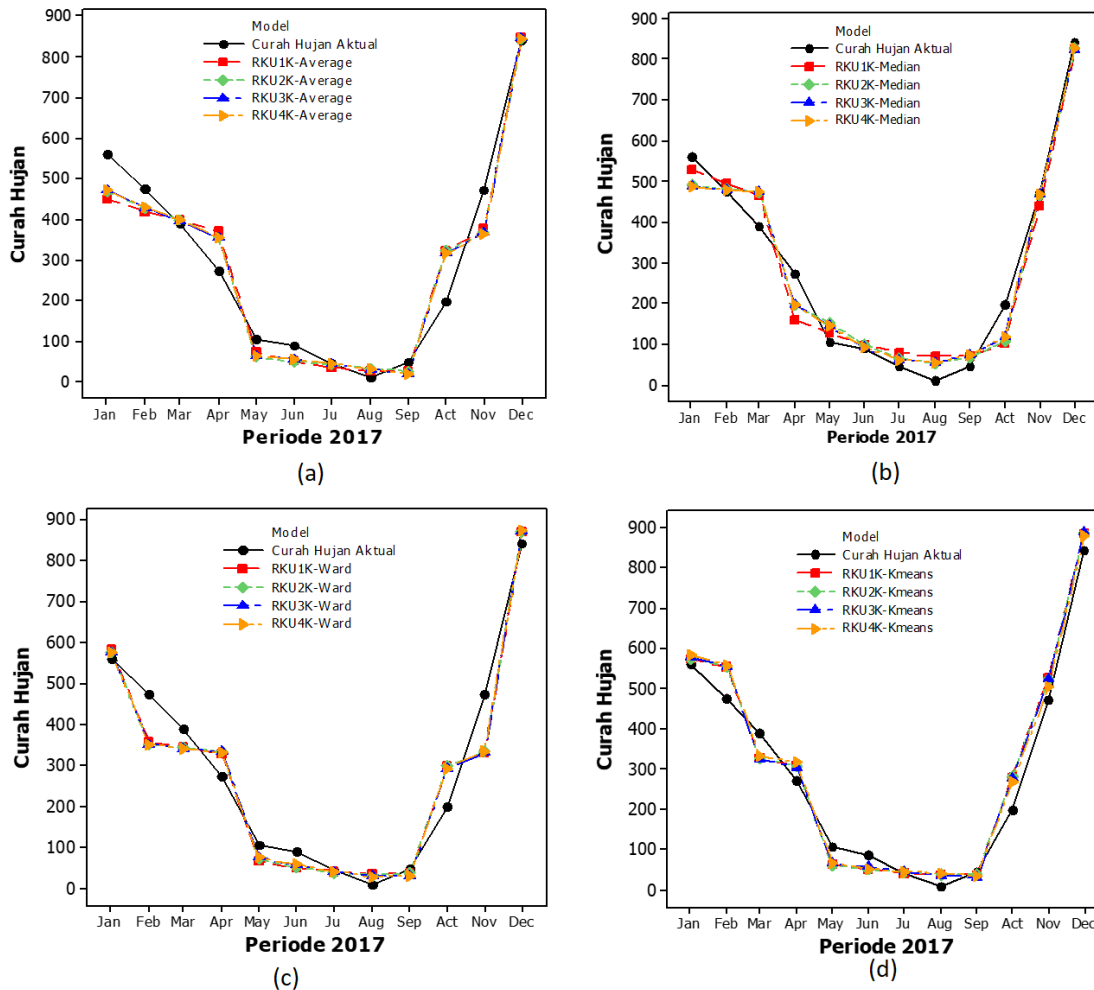 Model
Curah Hujan Aktual
RKU1K-Average
RKU2K-Average
RKU3K-Average
RKU4K-Average
900
800
700
600
500
400
300
200
100
0
Curah Hujan
Jan Feb Mar Apr May Jun Ju Aug Sep Act Nov Dec
Periode 2017
(a)
Model
Curah Hujan Aktual
RKU1K-Median
RKU2K-Median
RKU3K-Median
RKU4K-Median
900
800
700
600
500
400
300
200
100
0
Curah Hujan
Jan Feb Mar Apr May Jun Ju Aug Sep Act Nov Dec
Periode 2017
(b)
Model
Curah Hujan Aktual
RKU1K-Ward
RKU2K-Ward
RKU3K-Ward
RKU4K-Ward
900
800
700
600
500
400
300
200
100
0
Curah Hujan
Jan Feb Mar Apr May Jun Ju Aug Sep Act Nov Dec
Periode 2017
(c)
Model
Curah Hujan Aktual
RKU1K-Kmeans
RKU2K-Kmeans
RKU3K-Kmeans
RKU4K-Kmeans
900
800
700
600
500
400
300
200
100
0
Curah Hujan
Jan Feb Mar Apr May Jun Ju Aug Sep Act Nov Dec
Periode 2017
(d)